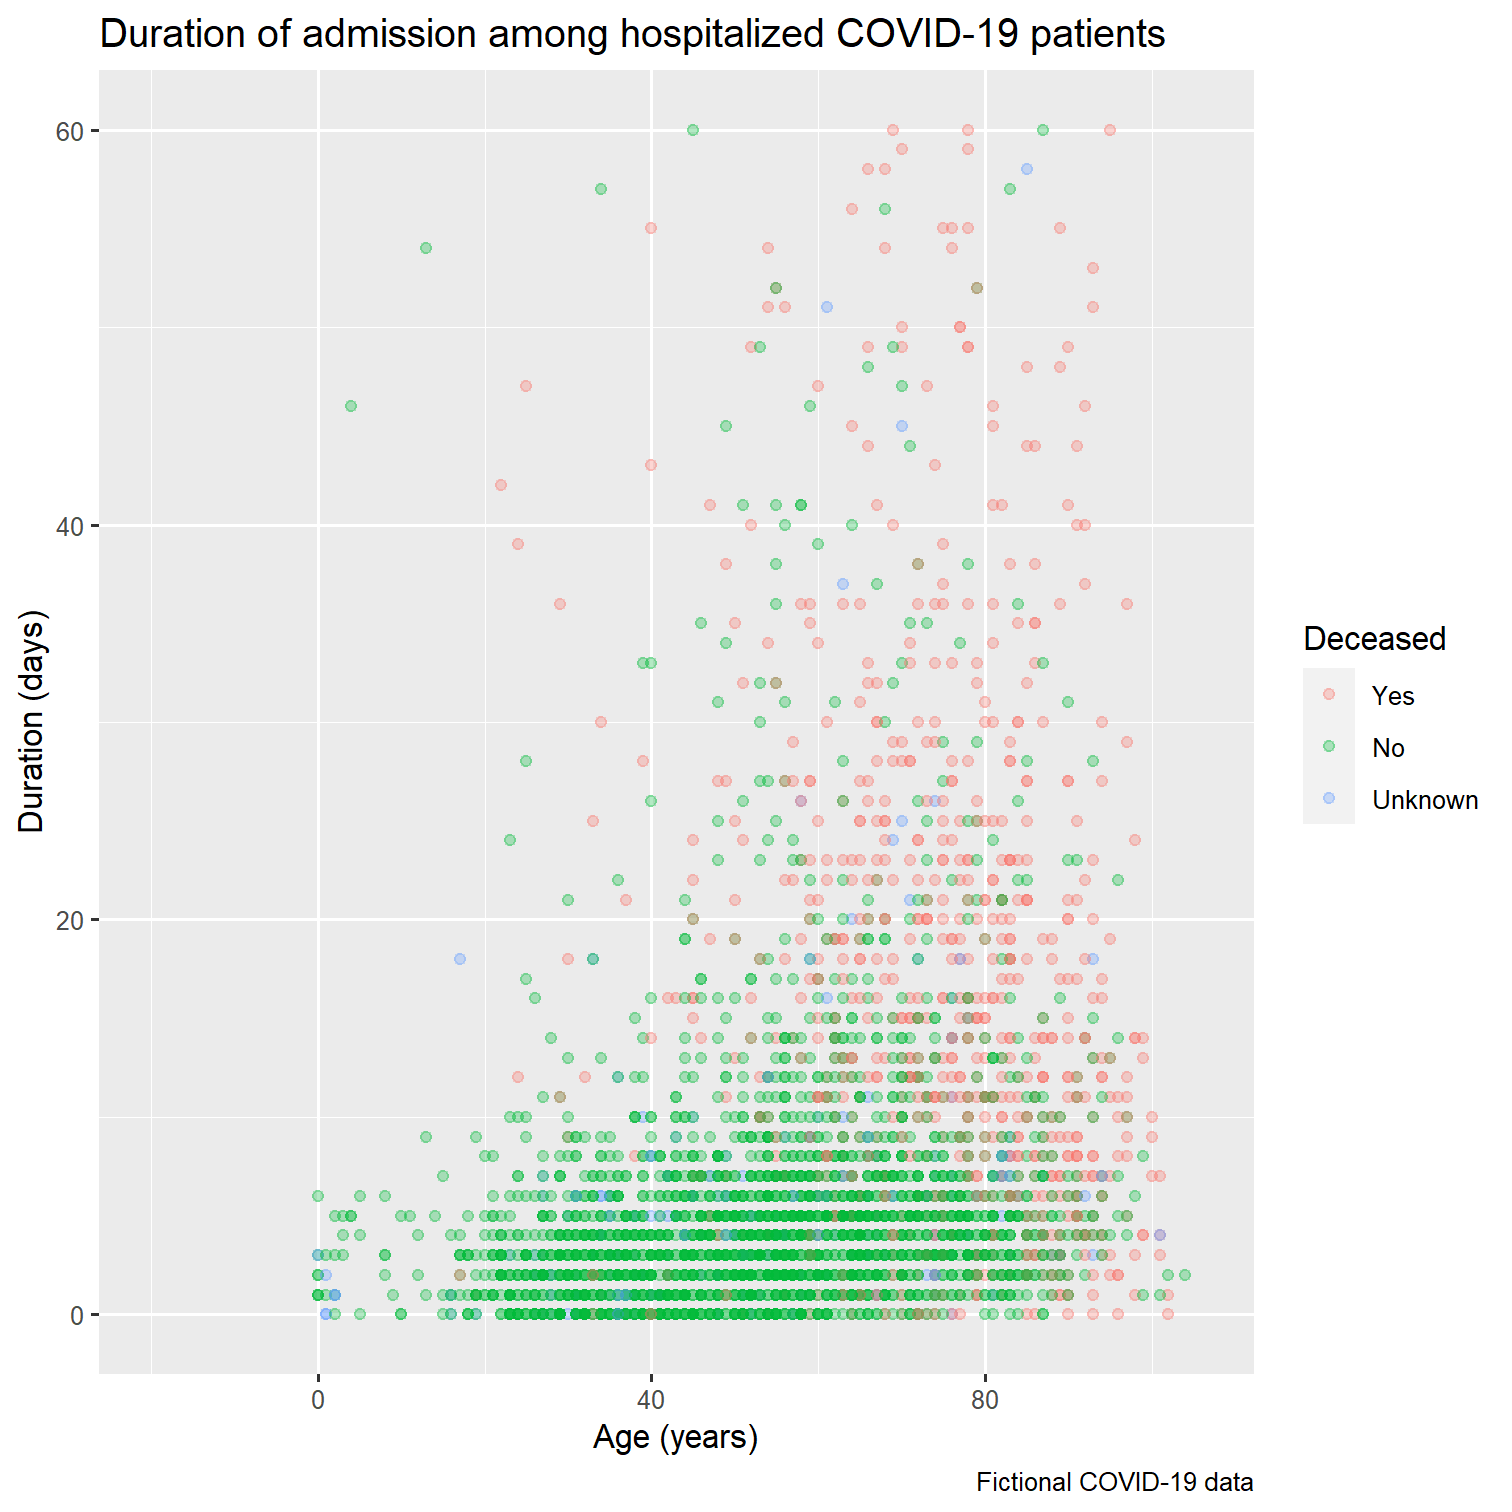 Duration of admission among hospitalized COVID-19 patients
60
40
20
0
Duration (days)
0 40 80
Age (years)
Deceased
Yes
No
Unknown
Fictional COVID-19 data